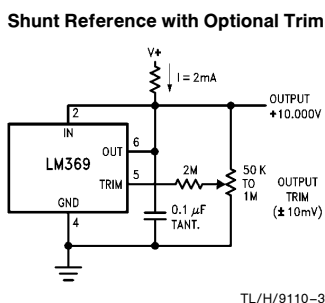 Shunt Reference with Optional Trim
V+
I = 2mA
2
OUTPUT
+10.000V
IN
6
OUT
LM369
5
TRIM
2M
50 K
TO
1M
OUTPUT
TRIM
(±10mV)
GND
4
0.1 μF
TANT.
TL/H/9110–3